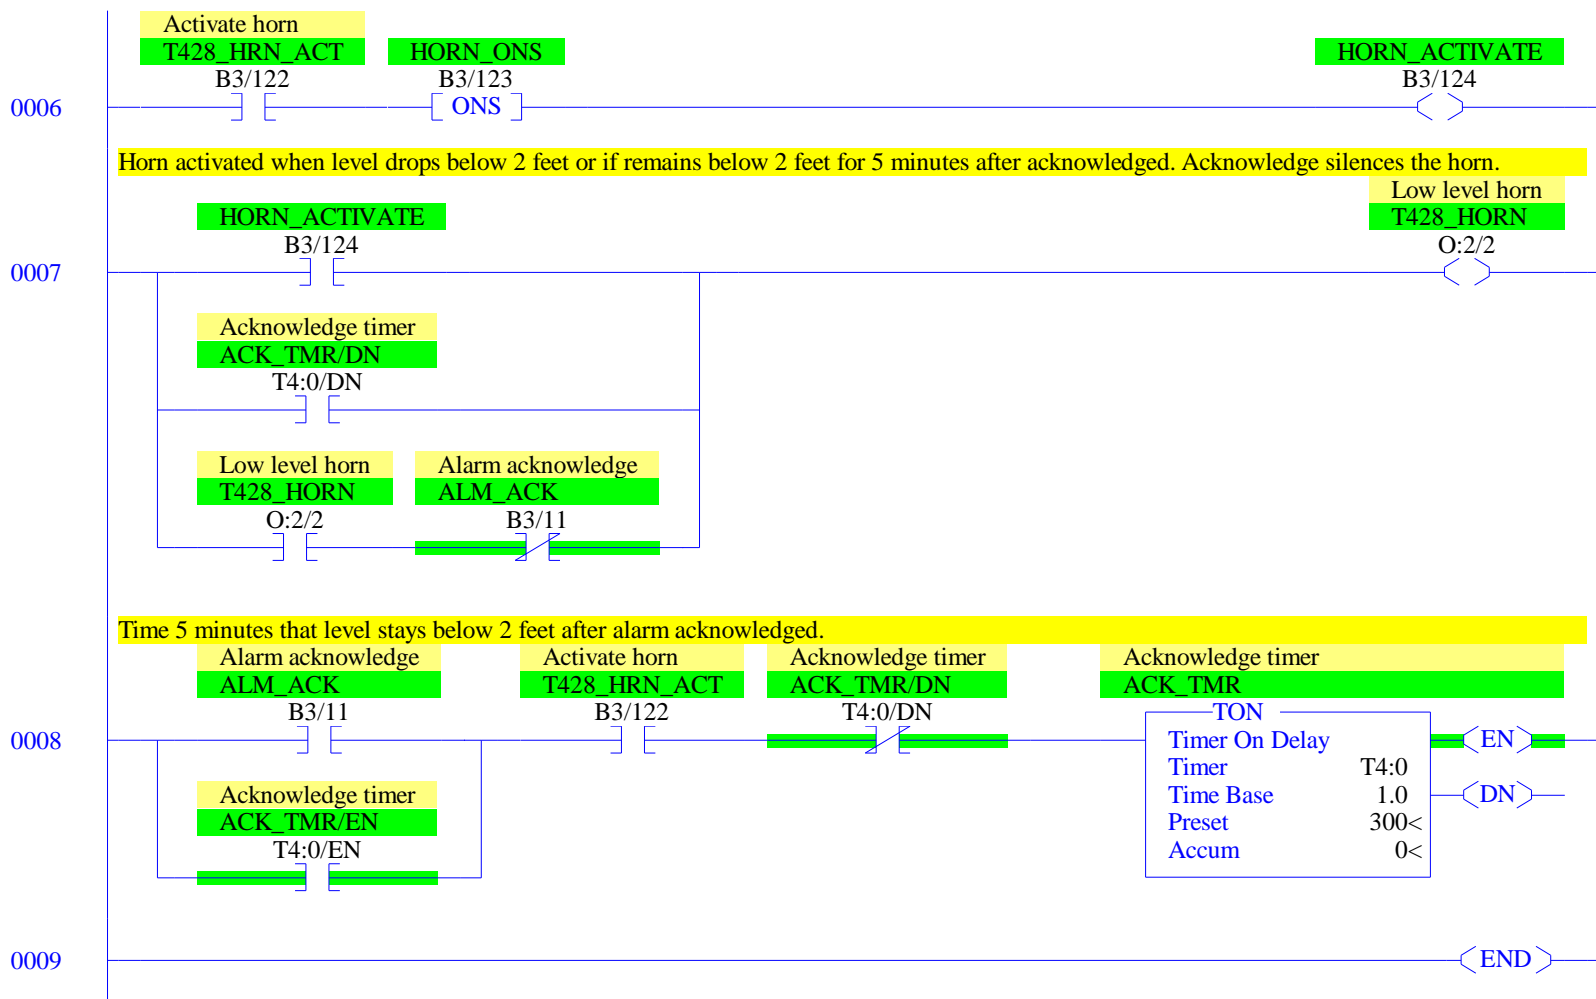 Activate horn
T428_HRN_ACT HORN_ONS HORN_ACTIVATE
B3/122 B3/123 B3/124
0006 ONS
Horn activated when level drops below 2 feet or if remains below 2 feet for 5 minutes after acknowledged. Acknowledge silences the horn.
Low level horn
HORN_ACTIVATE T428_HORN
B3/124 O:2/2
0007
Acknowledge timer
ACK_TMR/DN
T4:0/DN
Low level horn Alarm acknowledge
T428_HORN ALM_ACK
O:2/2 B3/11
Time 5 minutes that level stays below 2 feet after alarm acknowledged.
Alarm acknowledge Activate horn Acknowledge timer Acknowledge timer
ALM_ACK T428_HRN_ACT ACK_TMR/DN ACK_TMR
B3/11 B3/122 T4:0/DN TON
0008 Timer On Delay EN
Timer T4:0
Acknowledge timer Time Base 1.0 DN
ACK_TMR/EN Preset 300<
T4:0/EN Accum 0<
0009 END